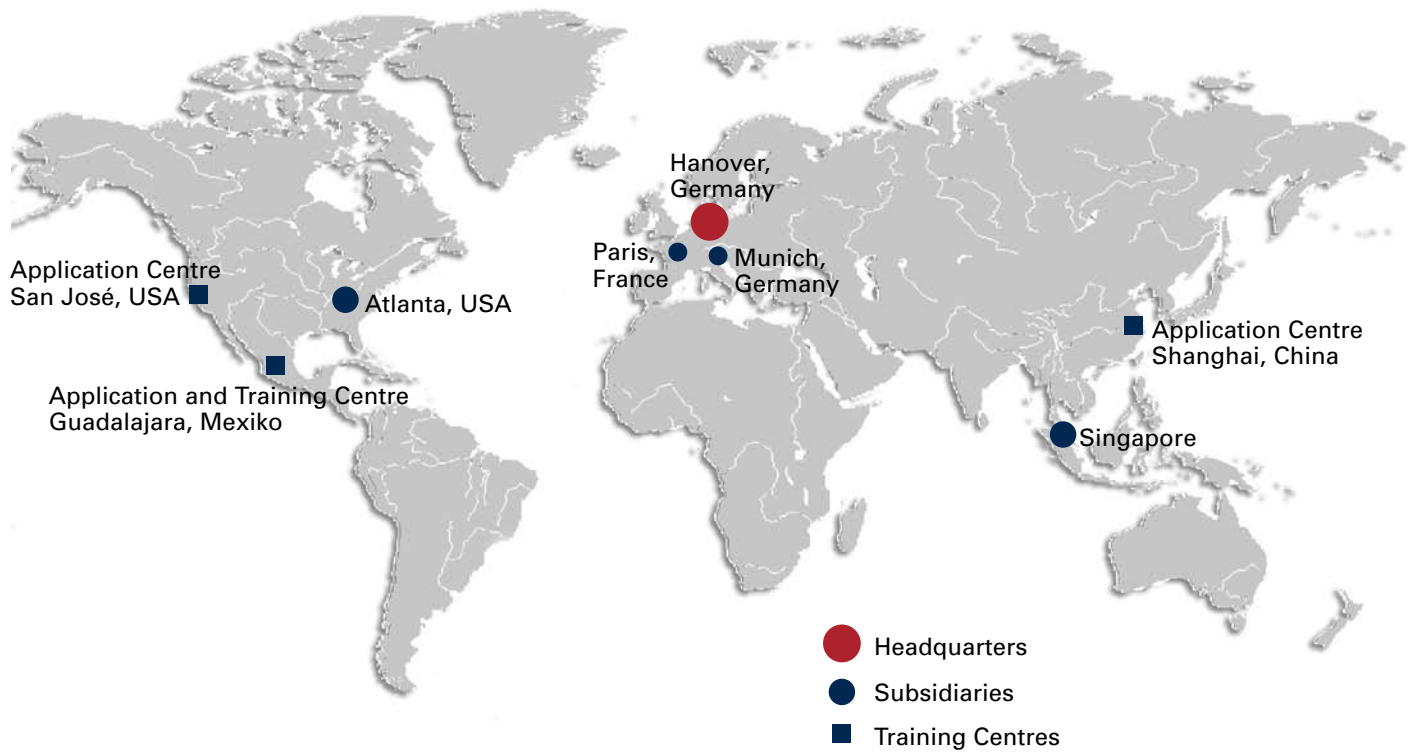 Hanover,
Germany
Paris,
France
Munich,
Germany
Application Centre
San José, USA
Atlanta, USA
Application Centre
Shanghai, China
Application and Training Centre
Guadalajara, Mexiko
Singapore
Headquarters
Subsidiaries
Training Centres